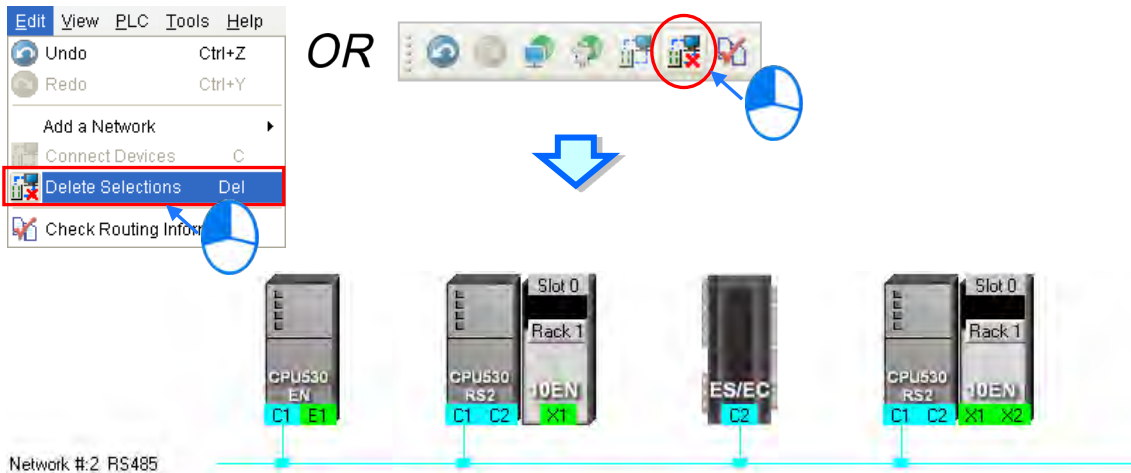 Edit View PLC Tools Help
Undo Ctrl+Z
Redo Ctrl+Y
Add a Network
Connect Devices C
Delete Selections Del
Check Routing
OR
Slot 0
Rack 1
CPU530
EN
C1 E1
CPU530
RS2
C1 C2
10EN
X1
ES/EC
C2
Slot 0
Rack 1
CPU530
RS2
C1 C2
10EN
X1 X2
Network #:2 RS485